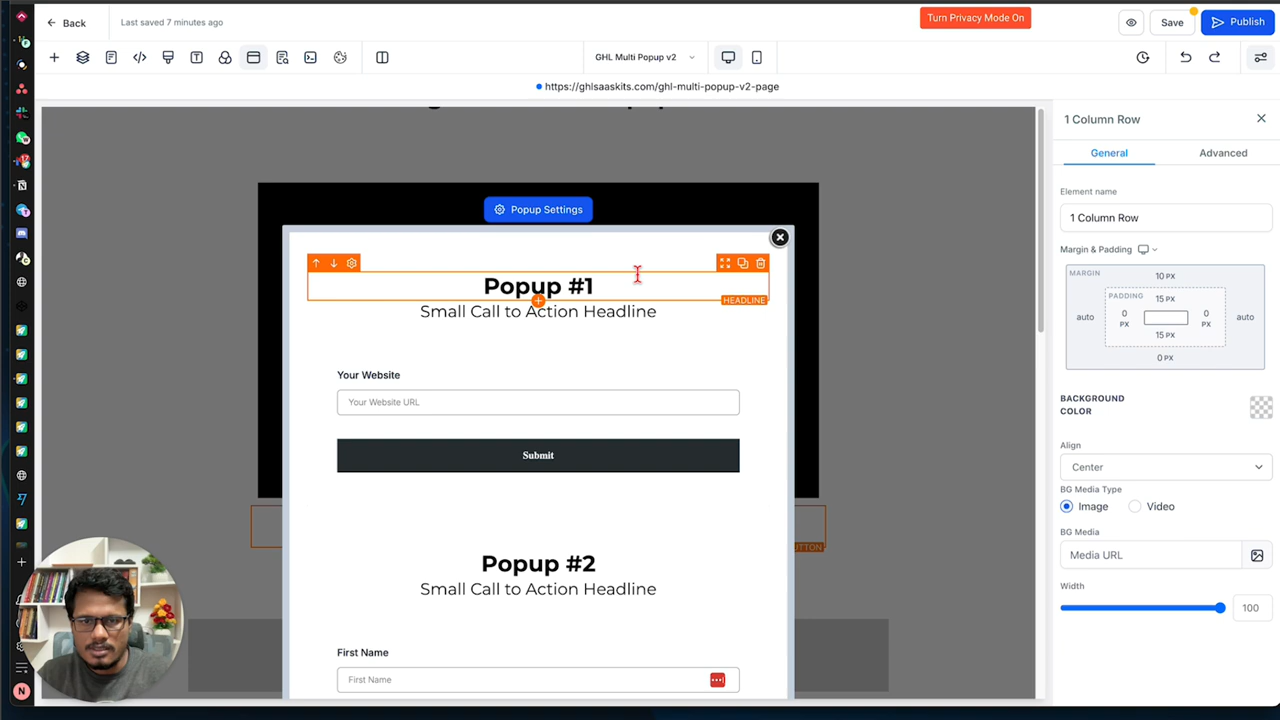 Back
Last saved 7 minutes ago
Turn Privacy Mode On
Save
Publish
GHL Multi Popup v2
https://ghlsaaskits.com/ghl-multi-popup-v2-page
1 Column Row
General
Advanced
Element name
1 Column Row
Margin & Padding
MARGIN
10 PX
PADDING
15 PX
auto
0 PX
0 PX
auto
15 PX
0 PX
BACKGROUND COLOR
Align
Center
BG Media Type
Image
Video
BG Media
Media URL
Width
100
Popup Settings
Popup #1
HEADLINE
Small Call to Action Headline
Your Website
Your Website URL
Submit
Popup #2
Small Call to Action Headline
First Name
First Name
N